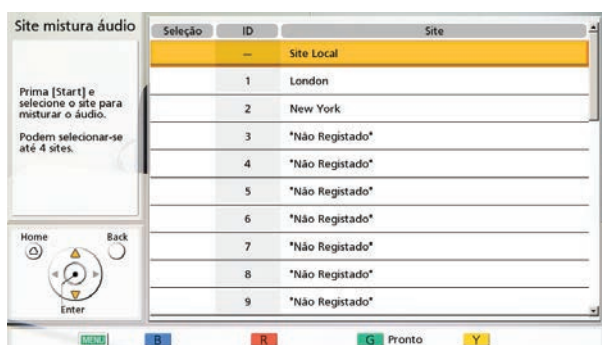 Site mistura áudio
Prima [Start] e
selecione o site para
misturar o áudio.
Podem selecionar-se
até 4 sites.
Home Back
Enter
Seleção ID Site
— Site Local
1 London
2 New York
3 *Não Registado*
4 *Não Registado*
5 *Não Registado*
6 *Não Registado*
7 *Não Registado*
8 *Não Registado*
9 *Não Registado*
MENU B R G Pronto Y